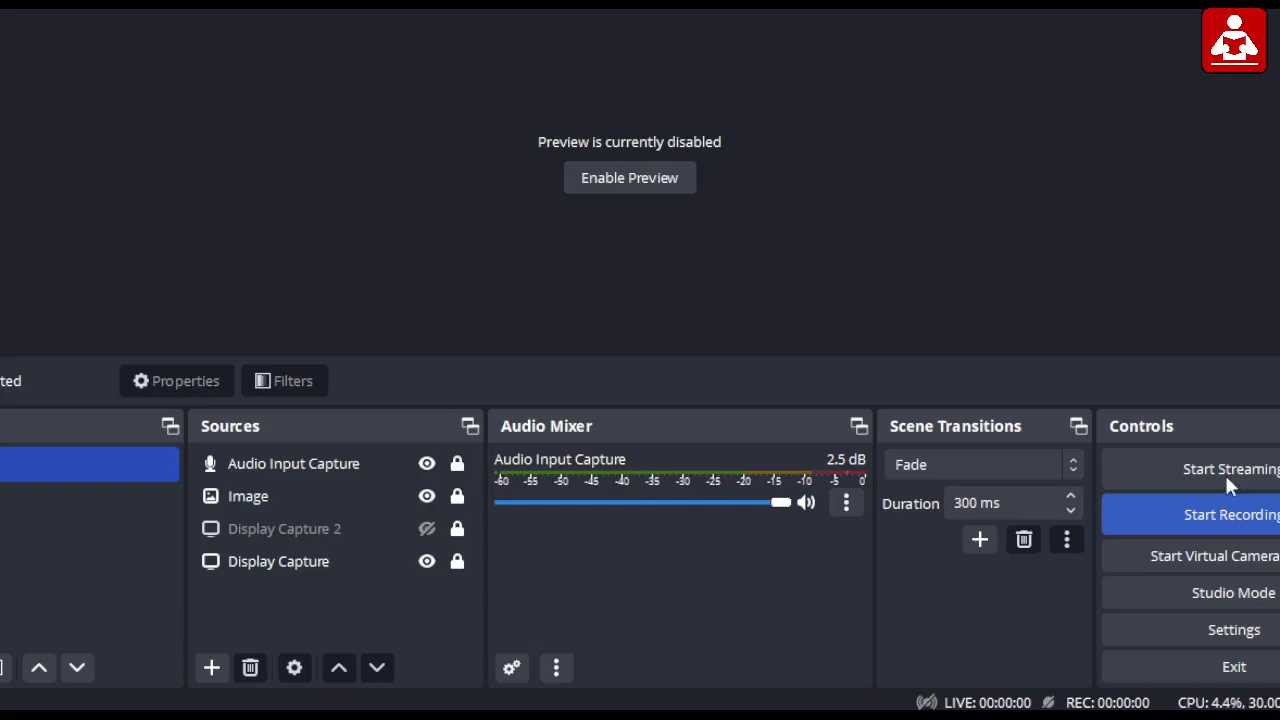 Preview is currently disabled
Enable Preview
ted
Properties
Filters
Sources
Audio Mixer
Scene Transitions
Controls
Audio Input Capture
Image
Display Capture 2
Display Capture
Audio Input Capture 2.5 dB
-60 -55 -50 -45 -40 -35 -30 -25 -20 -15 -10 -5 0
Fade
Duration 300 ms
Start Streaming
Start Recording
Start Virtual Camera
Studio Mode
Settings
Exit
LIVE: 00:00:00 REC: 00:00:00 CPU: 4.4%, 30.00